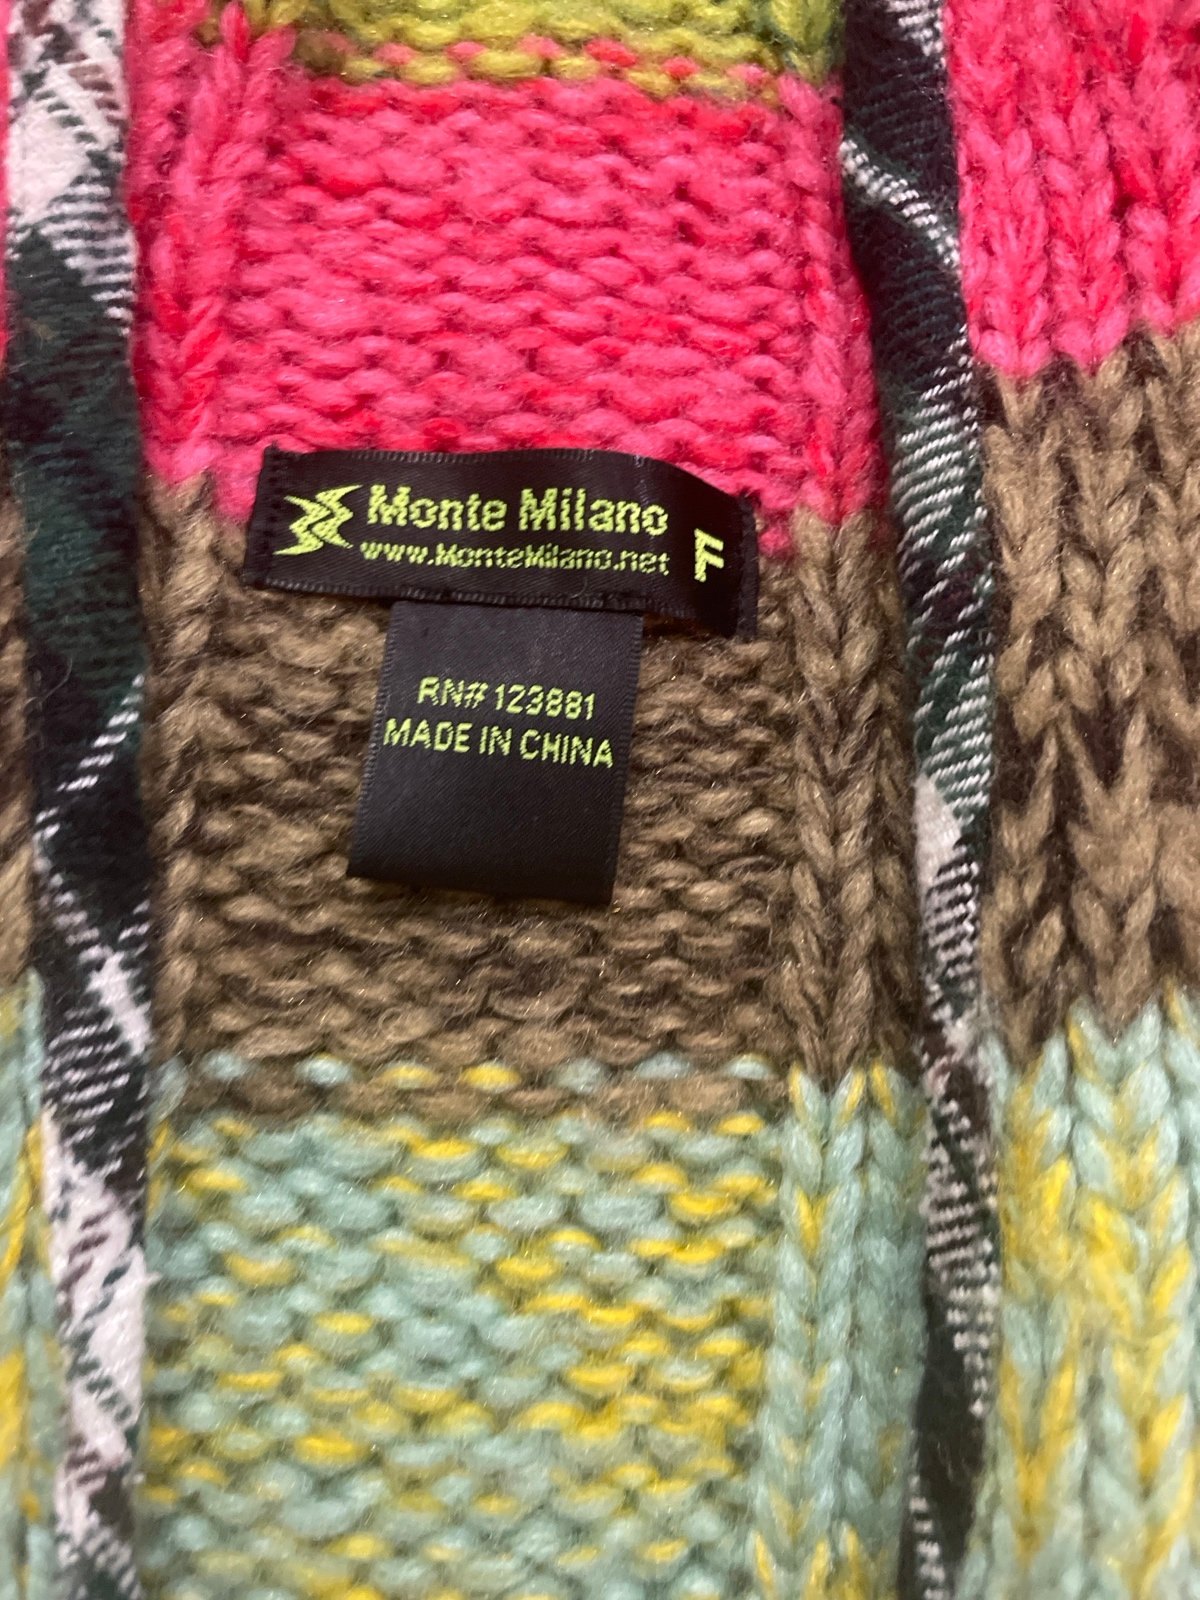 Monte Milano
www.MonteMilano.net
L
RN# 123881
MADE IN CHINA